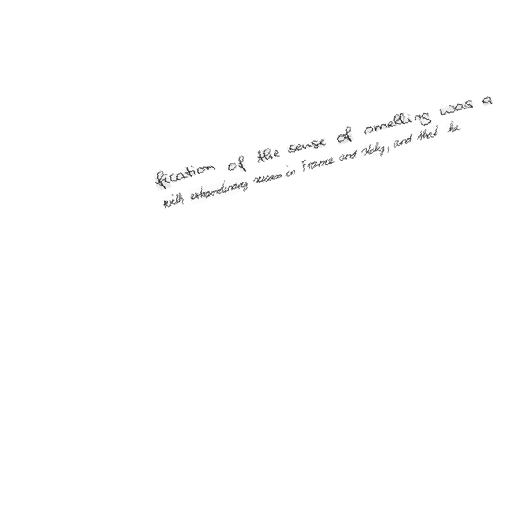 fication of the sense of smelling was a
with extraordinary success in France and Italy, and that he